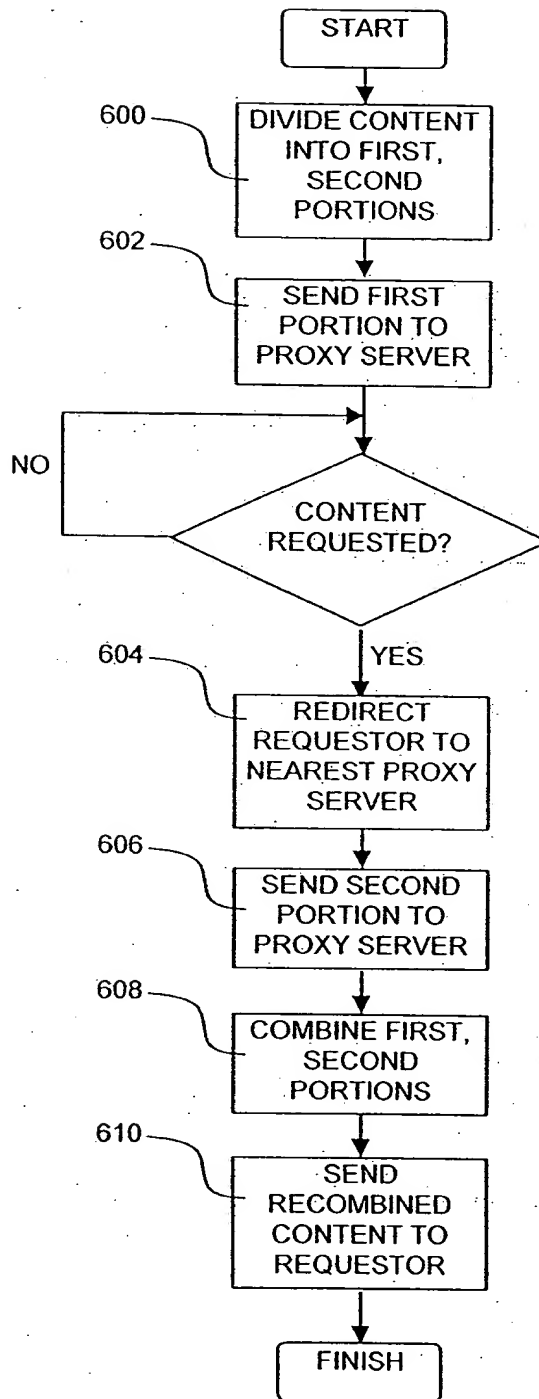 START
600
DIVIDE CONTENT
INTO FIRST,
SECOND
PORTIONS
602
SEND FIRST
PORTION TO
PROXY SERVER
NO
CONTENT
REQUESTED?
YES
604
REDIRECT
REQUESTOR TO
NEAREST PROXY
SERVER
606
SEND SECOND
PORTION TO
PROXY SERVER
608
COMBINE FIRST,
SECOND
PORTIONS
610
SEND
RECOMBINED
CONTENT TO
REQUESTOR
FINISH